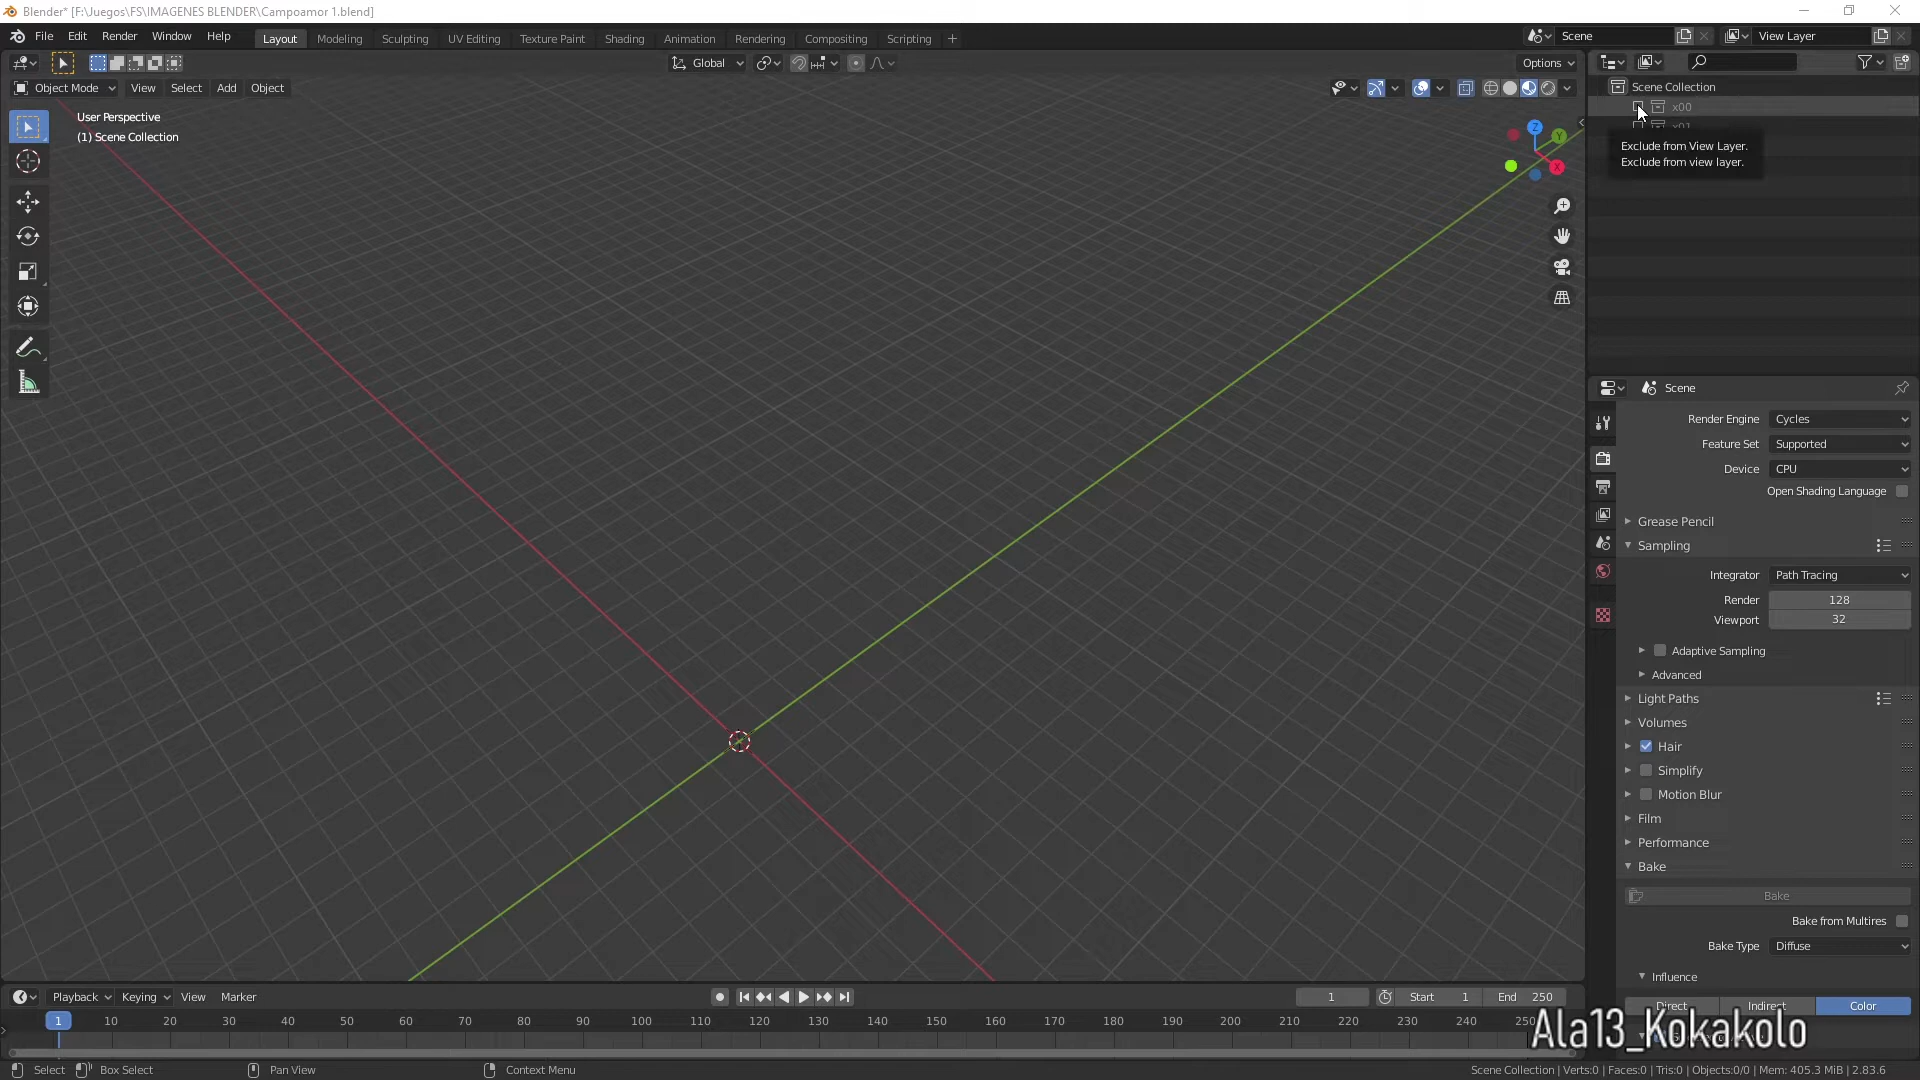 Blender* [F:\Juegos\FS\IMAGENES BLENDER\Campoamor 1.blend]
File Edit Render Window Help Layout Modeling Sculpting UV Editing Texture Paint Shading Animation Rendering Compositing Scripting + Scene View Layer
Global Options
Object Mode View Select Add Object
User Perspective
(1) Scene Collection
Z
Y
X
Scene Collection
x00
x01
Exclude from View Layer.
Exclude from view layer.
Scene
Render Engine Cycles
Feature Set Supported
Device CPU
Open Shading Language
Grease Pencil
Sampling
Integrator Path Tracing
Render 128
Viewport 32
Adaptive Sampling
Advanced
Light Paths
Volumes
Hair
Simplify
Motion Blur
Film
Performance
Bake
Bake
Bake from Multires
Bake Type Diffuse
Influence
Direct Indirect Color
Playback Keying View Marker 1 Start 1 End 250
1 10 20 30 40 50 60 70 80 90 100 110 120 130 140 150 160 170 180 190 200 210 220 230 240
Ala13_Kokakolo
Select Box Select Pan View Context Menu Scene Collection | Verts:0 | Faces:0 | Tris:0 | Objects:0/0 | Mem: 405.3 MiB | 2.83.6